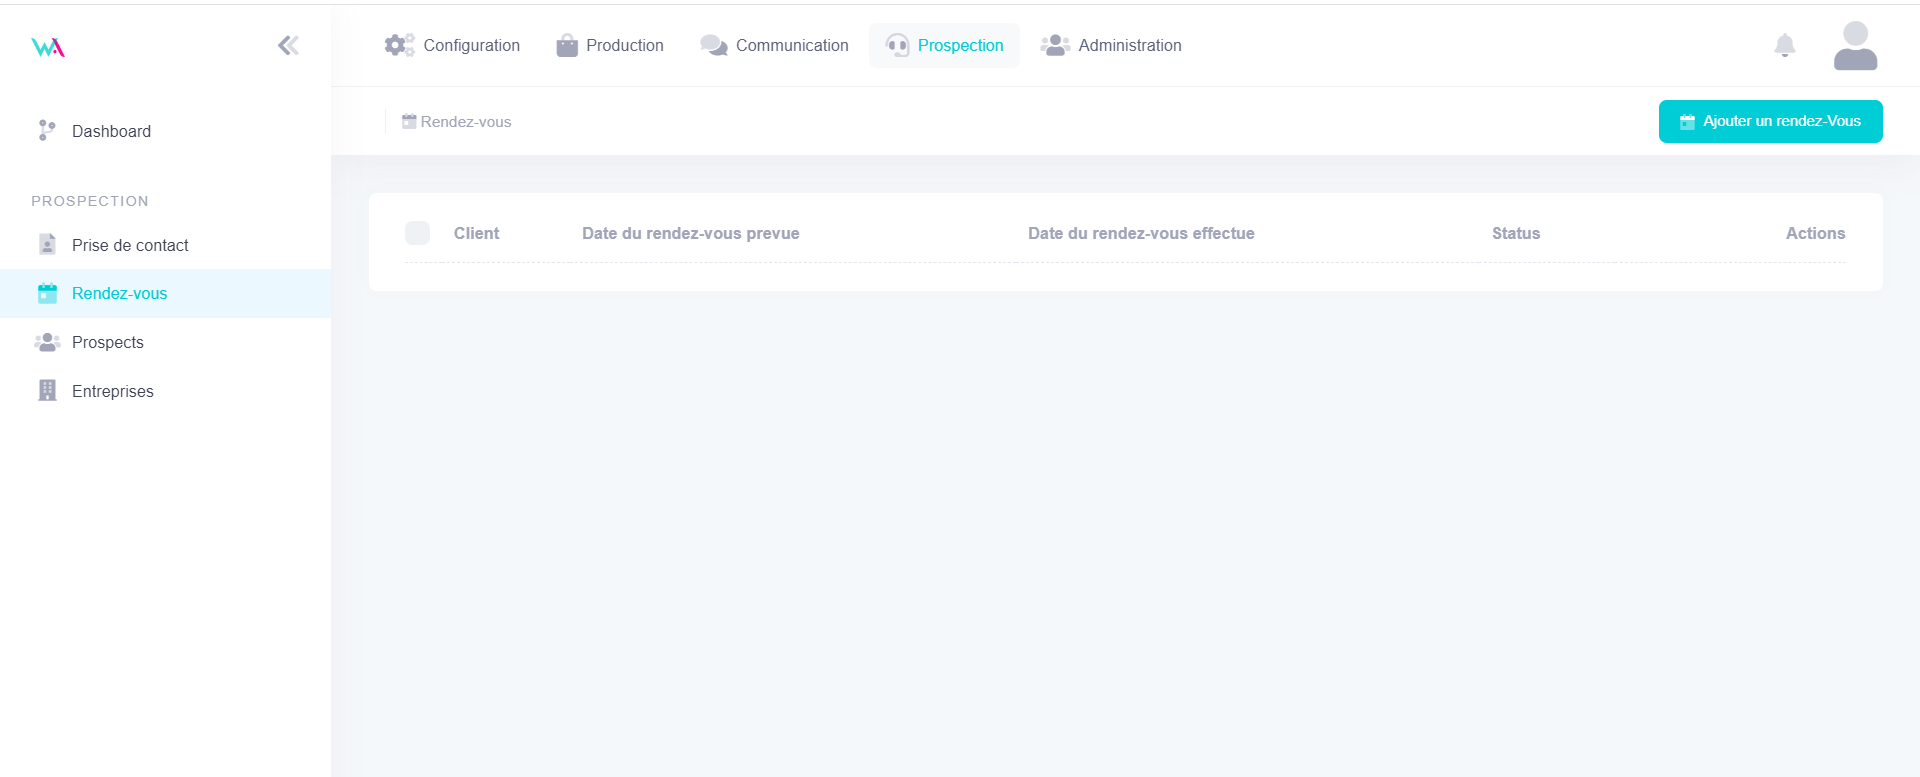 WA
Configuration Production Communication Prospection Administration
Dashboard
Rendez-vous
Ajouter un rendez-Vous
PROSPECTION
Prise de contact
Rendez-vous
Prospects
Entreprises
Client Date du rendez-vous prevue Date du rendez-vous effectue Status Actions